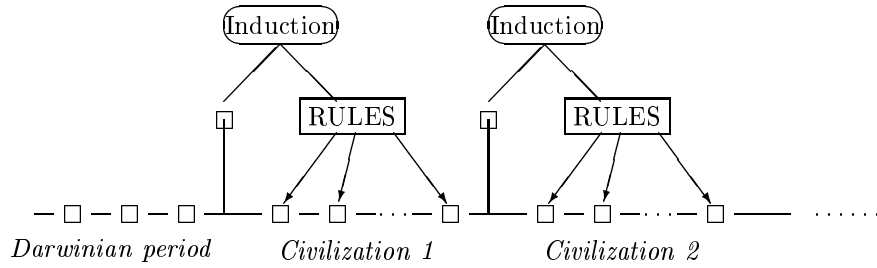 Induction Induction
RULES RULES
Darwinian period Civilization 1 Civilization 2